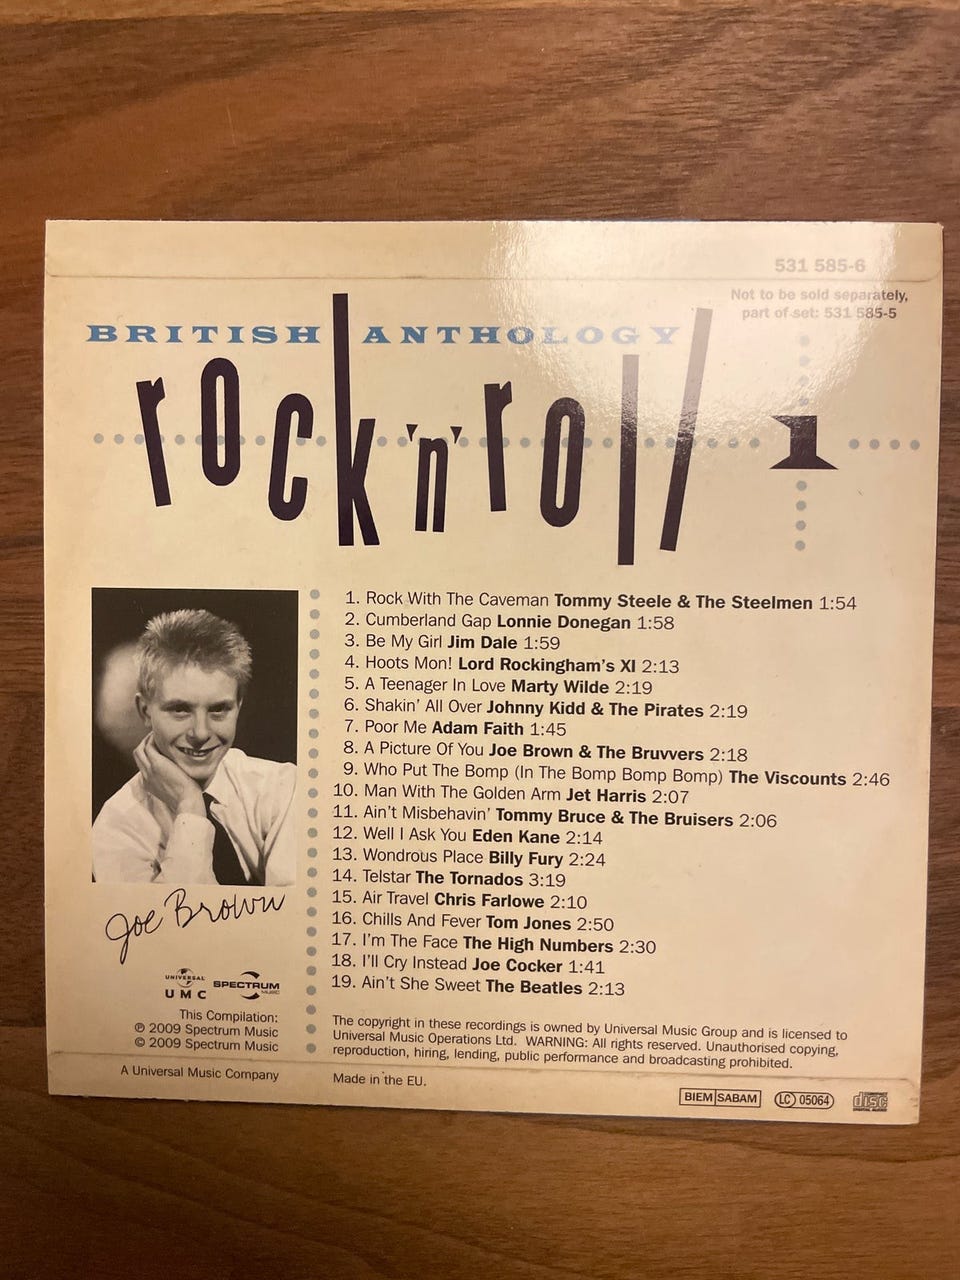 531 585-6
Not to be sold separately,
part of set: 531 585-5
BRITISH ANTHOLOGY
rock 'n' roll 1
1. Rock With The Caveman Tommy Steele & The Steelmen 1:54
2. Cumberland Gap Lonnie Donegan 1:58
3. Be My Girl Jim Dale 1:59
4. Hoots Mon! Lord Rockingham's XI 2:13
5. A Teenager In Love Marty Wilde 2:19
6. Shakin' All Over Johnny Kidd & The Pirates 2:19
7. Poor Me Adam Faith 1:45
8. A Picture Of You Joe Brown & The Bruvvers 2:18
9. Who Put The Bomp (In The Bomp Bomp Bomp) The Viscounts 2:46
10. Man With The Golden Arm Jet Harris 2:07
11. Ain't Misbehavin' Tommy Bruce & The Bruisers 2:06
12. Well I Ask You Eden Kane 2:14
13. Wondrous Place Billy Fury 2:24
14. Telstar The Tornados 3:19
15. Air Travel Chris Farlowe 2:10
16. Chills And Fever Tom Jones 2:50
17. I'm The Face The High Numbers 2:30
18. I'll Cry Instead Joe Cocker 1:41
19. Ain't She Sweet The Beatles 2:13
Joe Brown
UNIVERSAL
UMC
SPECTRUM
MUSIC
This Compilation:
℗ 2009 Spectrum Music
© 2009 Spectrum Music
A Universal Music Company
The copyright in these recordings is owned by Universal Music Group and is licensed to
Universal Music Operations Ltd. WARNING: All rights reserved. Unauthorised copying,
reproduction, hiring, lending, public performance and broadcasting prohibited.
Made in the EU.
BIEM SABAM
LC 05064
disc
DIGITAL AUDIO